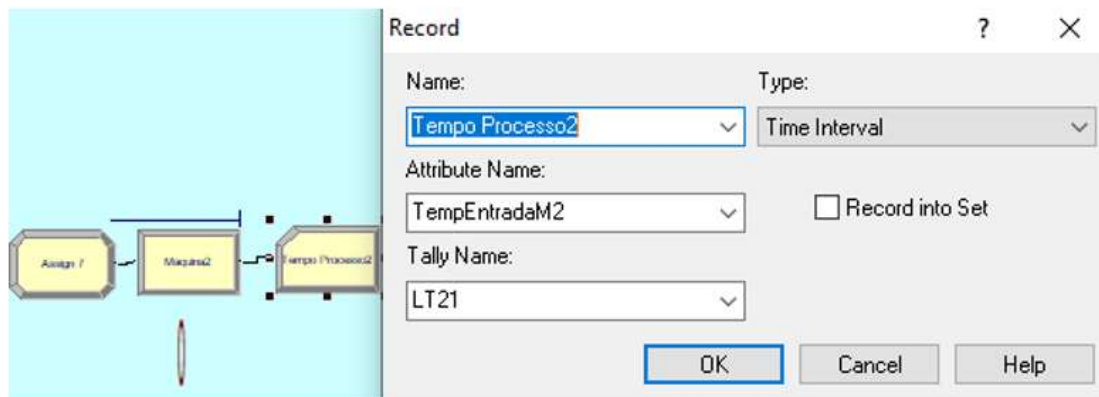 Record
?
Name:
Type:
Tempo Processo2
Time Interval
Attribute Name:
TempEntradaM2
Record into Set
Tally Name:
LT21
OK
Cancel
Help
Assign 7
Maquina2
Tempo Processo2